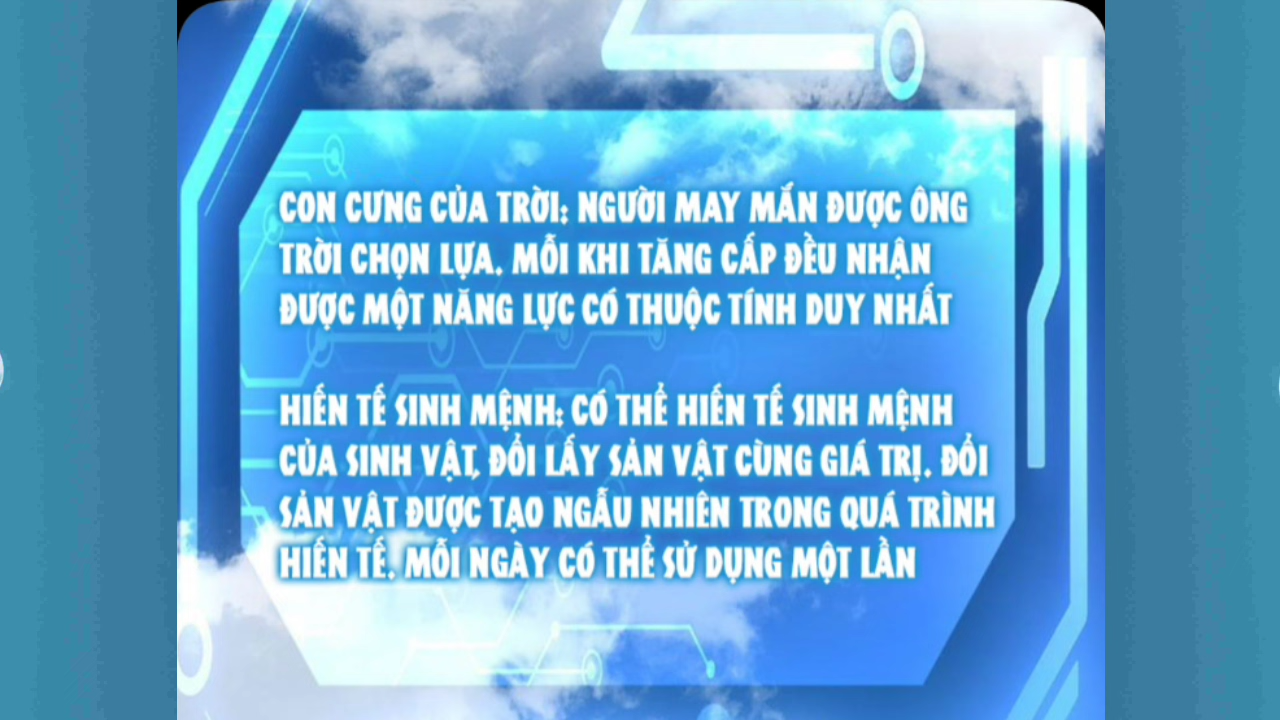 CON CƯNG CỦA TRỜI: NGƯỜI MAY MẮN ĐƯỢC ÔNG
TRỜI CHỌN LỰA. MỖI KHI TĂNG CẤP ĐỀU NHẬN
ĐƯỢC MỘT NĂNG LỰC CÓ THUỘC TÍNH DUY NHẤT
HIẾN TẾ SINH MỆNH: CÓ THỂ HIẾN TẾ SINH MỆNH
CỦA SINH VẬT, ĐỔI LẤY SẢN VẬT CÙNG GIÁ TRỊ. ĐỔI
SẢN VẬT ĐƯỢC TẠO NGẪU NHIÊN TRONG QUÁ TRÌNH
HIẾN TẾ. MỖI NGÀY CÓ THỂ SỬ DỤNG MỘT LẦN